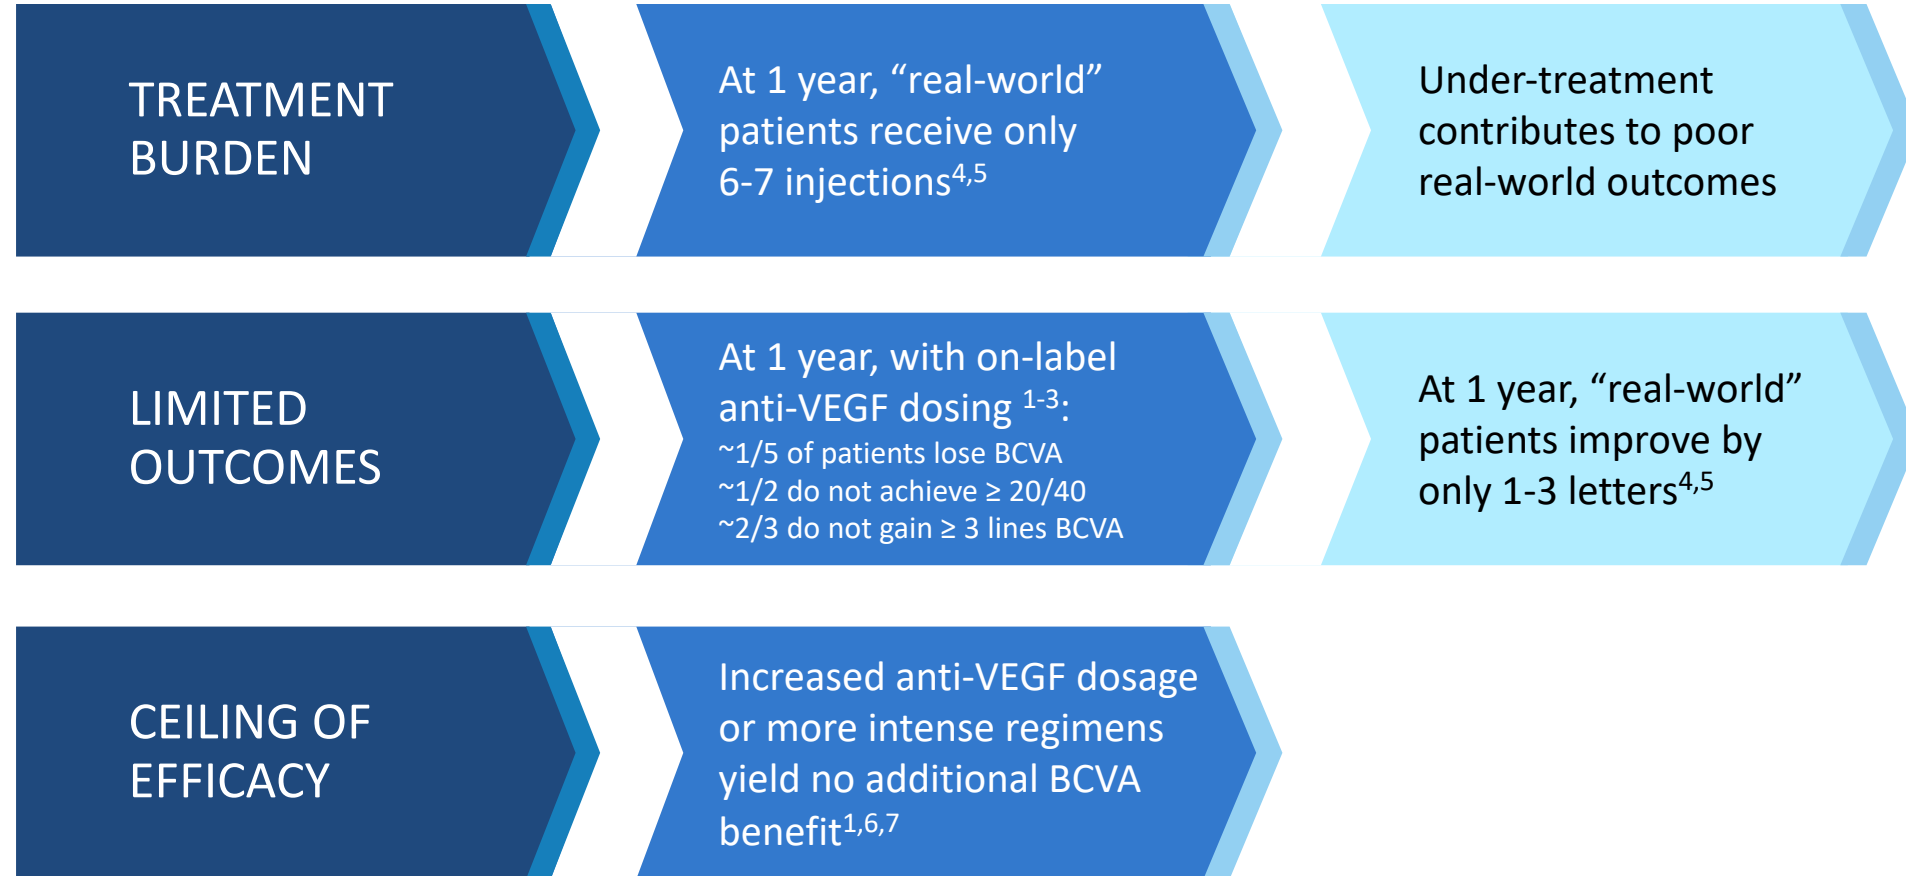 TREATMENT
BURDEN
At 1 year, “real-world”
patients receive only
6-7 injections4,5
Under-treatment
contributes to poor
real-world outcomes
LIMITED
OUTCOMES
At 1 year, with on-label
anti-VEGF dosing 1-3:
~1/5 of patients lose BCVA
~1/2 do not achieve ≥ 20/40
~2/3 do not gain ≥ 3 lines BCVA
At 1 year, “real-world”
patients improve by
only 1-3 letters4,5
CEILING OF
EFFICACY
Increased anti-VEGF dosage
or more intense regimens
yield no additional BCVA
benefit1,6,7